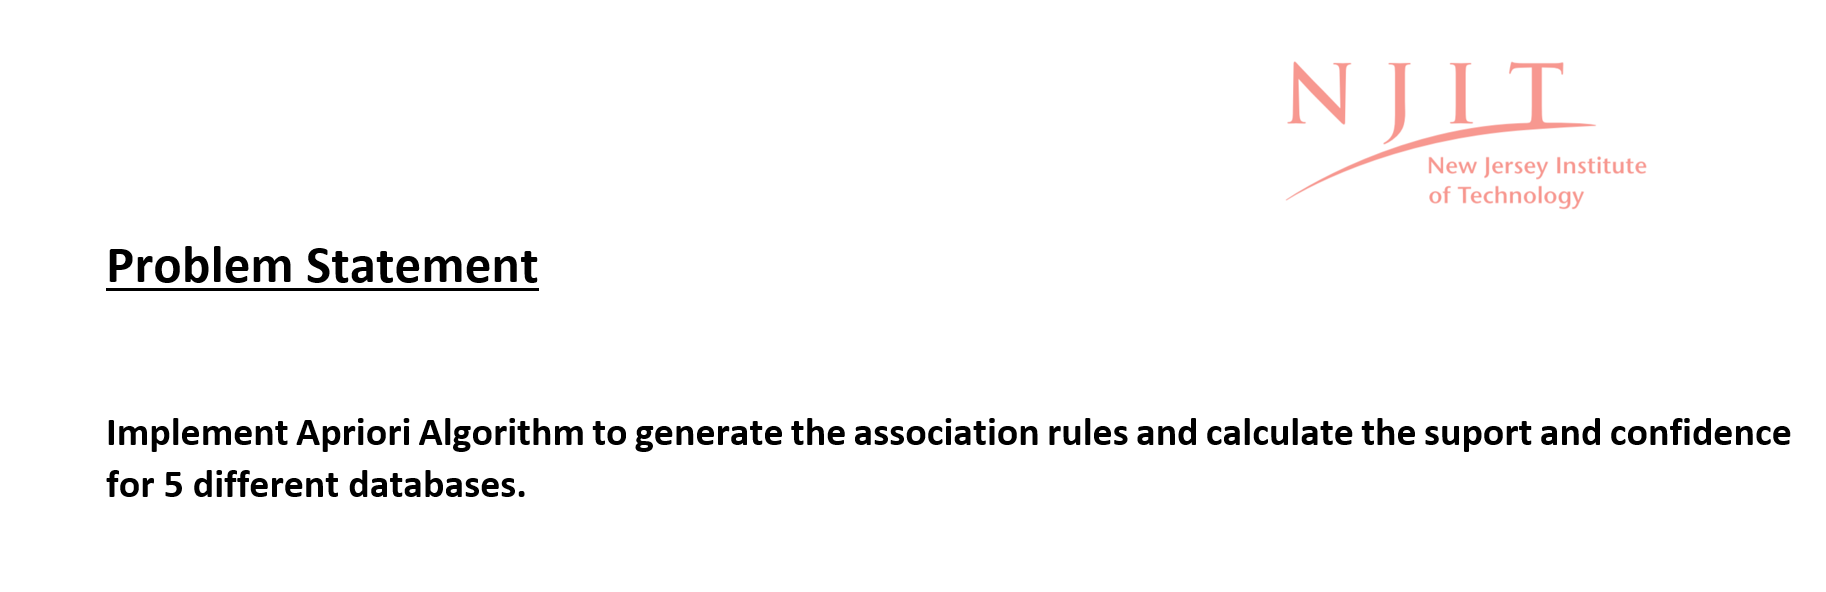 NJIT
New Jersey Institute
of Technology
Problem Statement
Implement Apriori Algorithm to generate the association rules and calculate the suport and confidence
for 5 different databases.